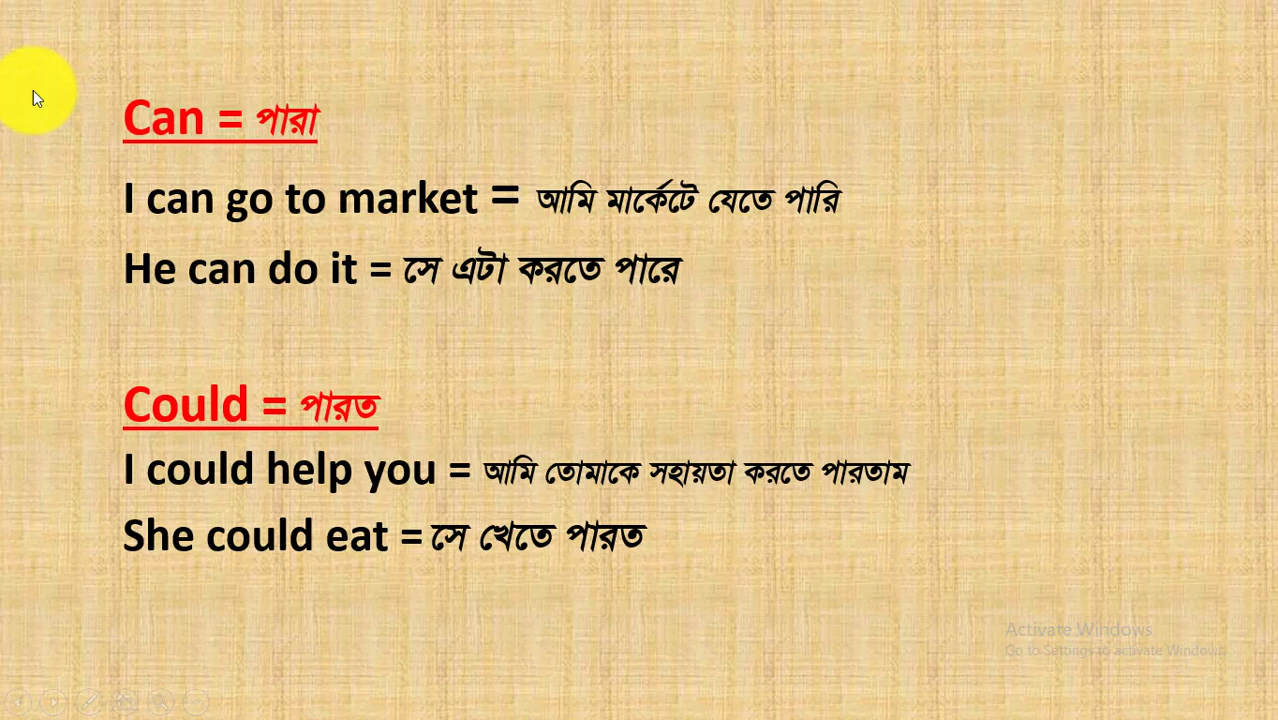 Can = পারা
I can go to market = আমি মার্কেটে যেতে পারি
He can do it = সে এটা করতে পারে
Could = পারত
I could help you = আমি তোমাকে সহায়তা করতে পারতাম
She could eat = সে খেতে পারত
Activate Windows
Go to Settings to activate Windows.